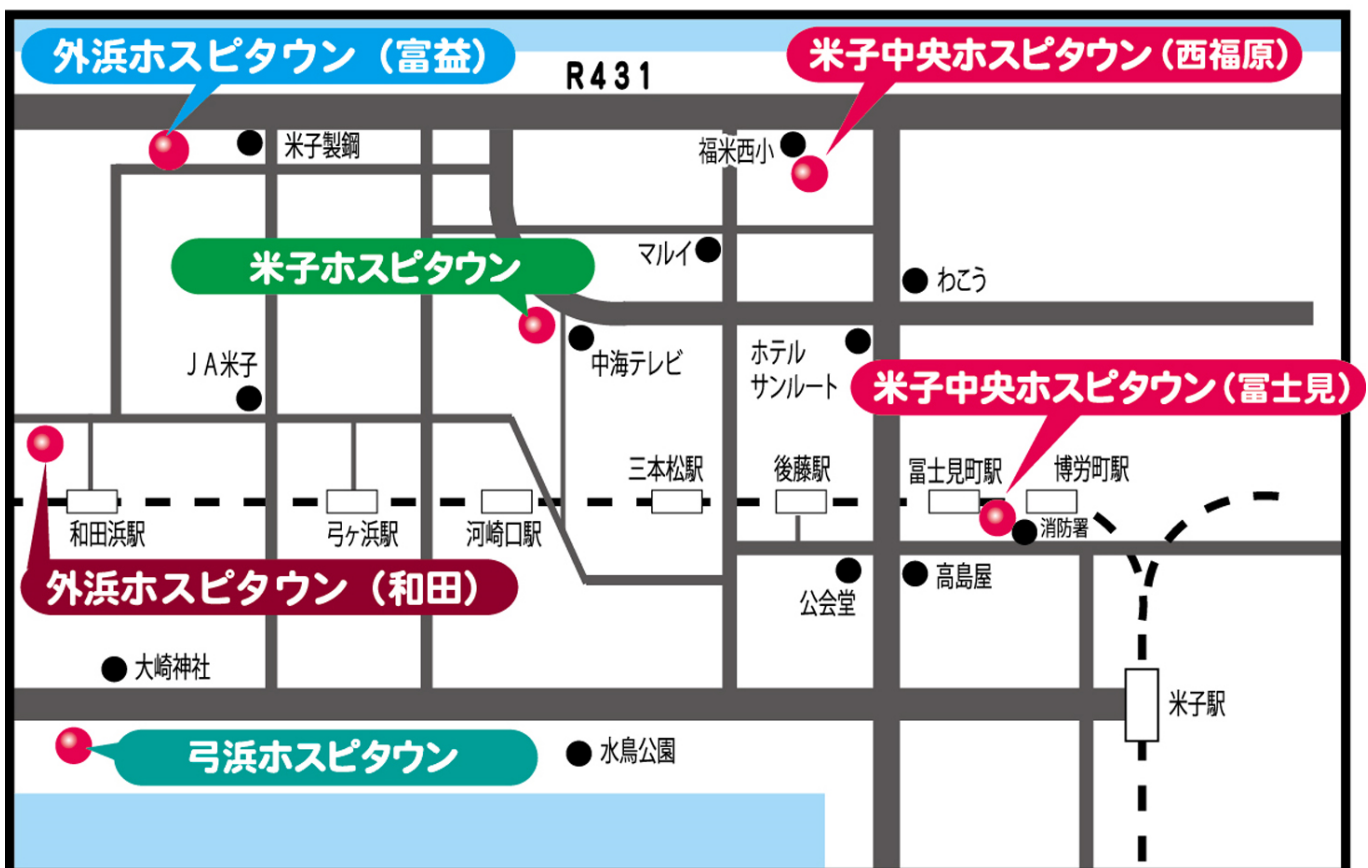 外浜ホスピタウン（富益）
米子中央ホスピタウン（西福原）
R431
米子製鋼
福米西小
マルイ
米子ホスピタウン
わこう
中海テレビ
ホテル
サンルート
JA米子
米子中央ホスピタウン（冨士見）
三本松駅
後藤駅
冨士見町駅
博労町駅
和田浜駅
弓ヶ浜駅
河崎口駅
消防署
外浜ホスピタウン（和田）
公会堂
高島屋
大崎神社
米子駅
弓浜ホスピタウン
水鳥公園